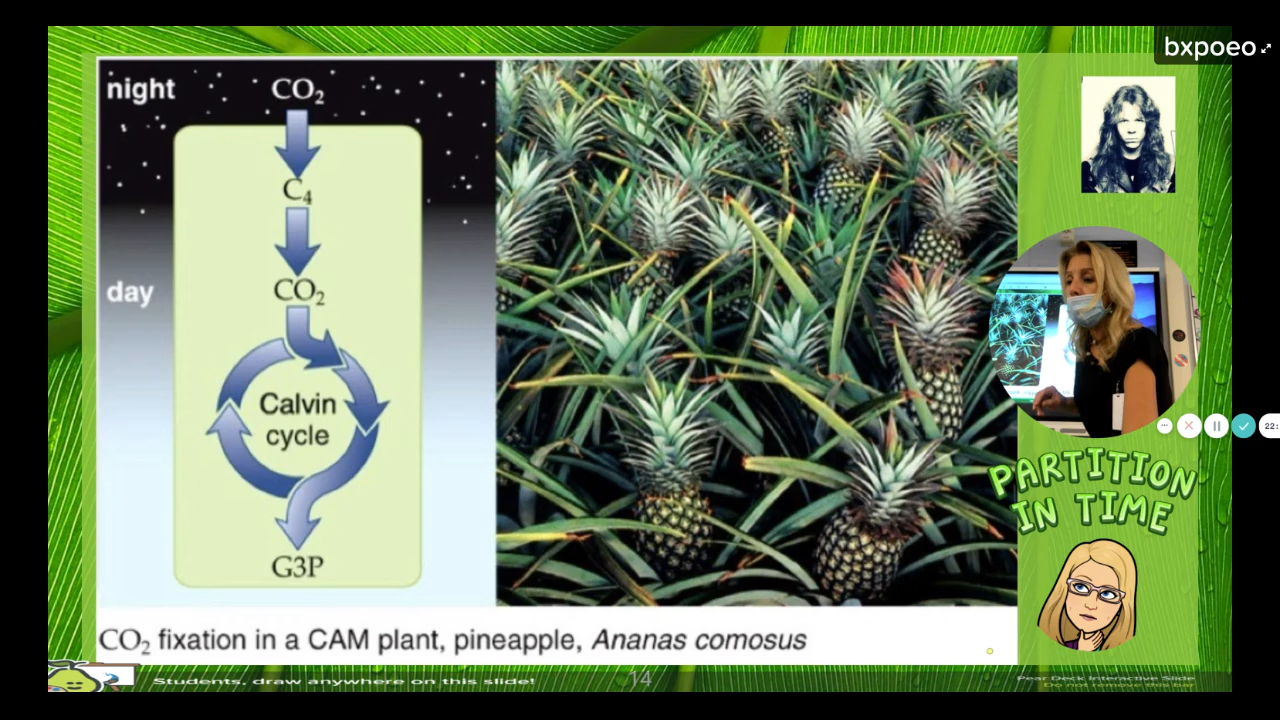 bxpoeo
night
CO₂
C₄
day
CO₂
Calvin
cycle
G3P
CO₂ fixation in a CAM plant, pineapple, Ananas comosus
22:
PARTITION
IN TIME
Students, draw anywhere on this slide!
14
Pear Deck Interactive Slide
Do not remove this bar